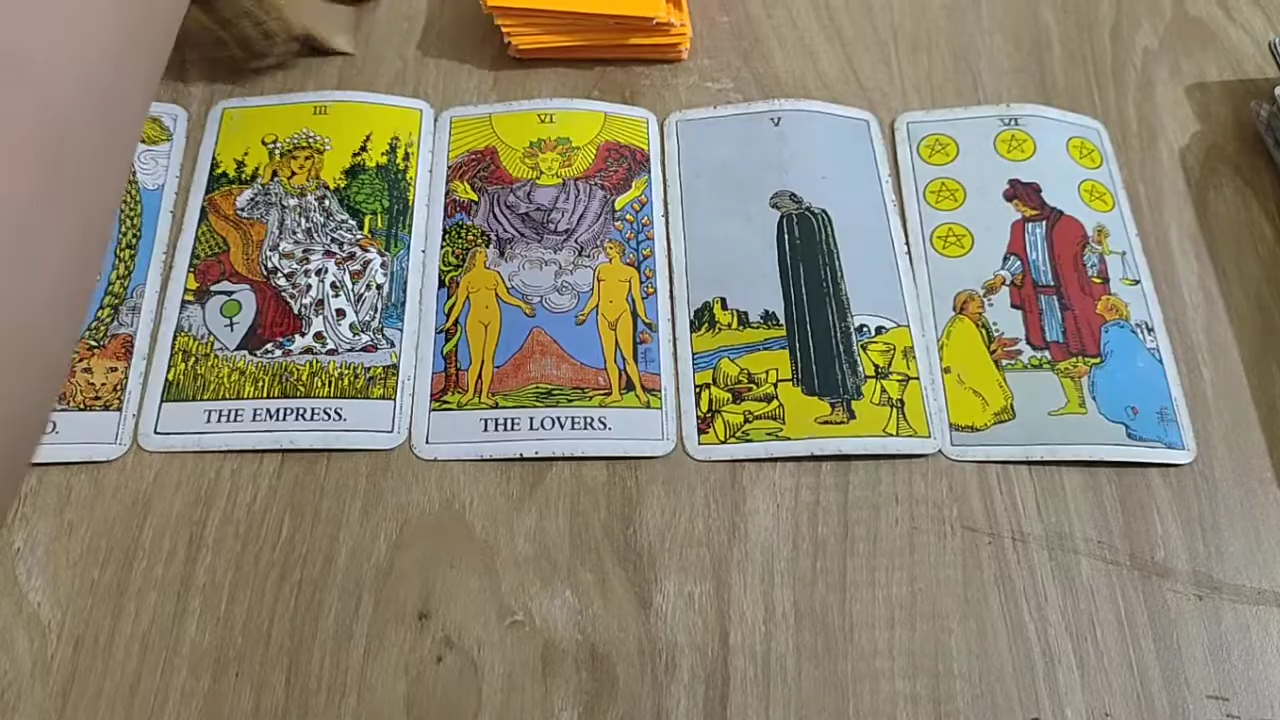 D.
III
THE EMPRESS.
VI
THE LOVERS.
V
VI